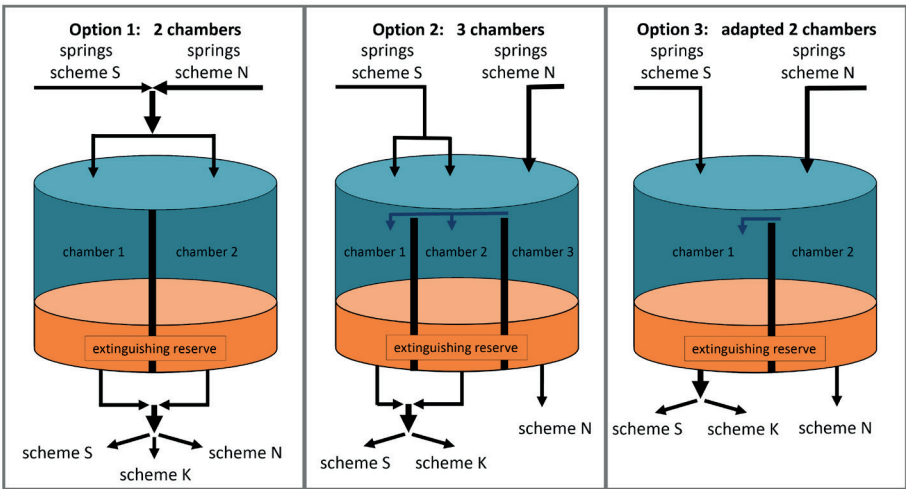 Option 1: 2 chambers
springs
scheme S
springs
scheme N
chamber 1
chamber 2
extinguishing reserve
scheme S
scheme K
scheme N
Option 2: 3 chambers
springs
scheme S
springs
scheme N
chamber 1
chamber 2
chamber 3
extinguishing reserve
scheme S
scheme K
scheme N
Option 3: adapted 2 chambers
springs
scheme S
springs
scheme N
chamber 1
chamber 2
extinguishing reserve
scheme S
scheme K
scheme N